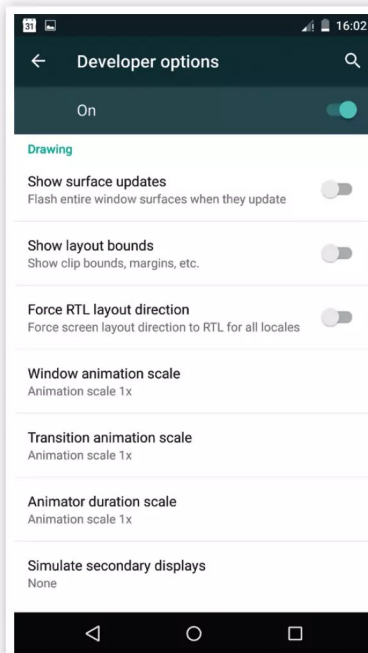 31
16:02
Developer options
On
Drawing
Show surface updates
Flash entire window surfaces when they update
Show layout bounds
Show clip bounds, margins, etc.
Force RTL layout direction
Force screen layout direction to RTL for all locales
Window animation scale
Animation scale 1x
Transition animation scale
Animation scale 1x
Animator duration scale
Animation scale 1x
Simulate secondary displays
None